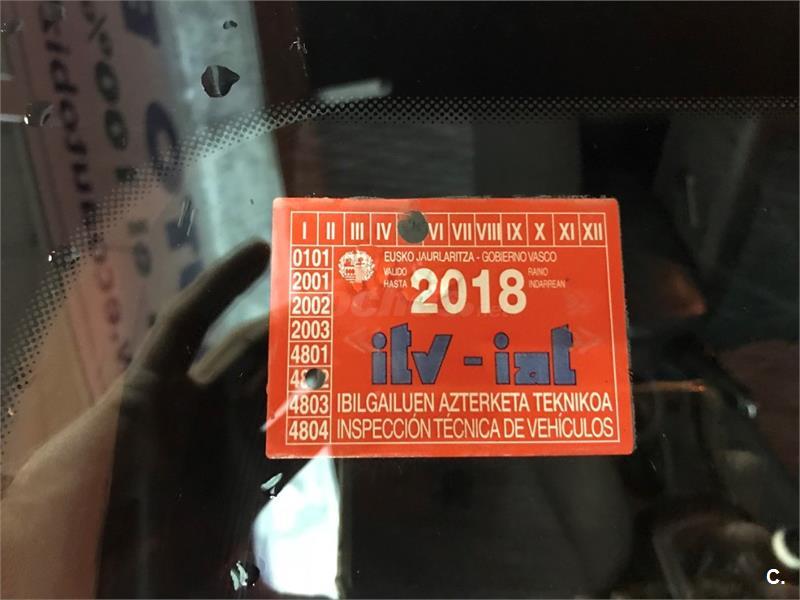 I II III IV VI VII VIII IX X XI XII
0101
2001
2002
2003
4801
4803
4804
EUSKO JAURLARITZA - GOBIERNO VASCO
VALIDO HASTA 2018 RAINO INDARREAN
itv - iat
IBILGAILUEN AZTERKETA TEKNIKOA
INSPECCIÓN TÉCNICA DE VEHÍCULOS
C.